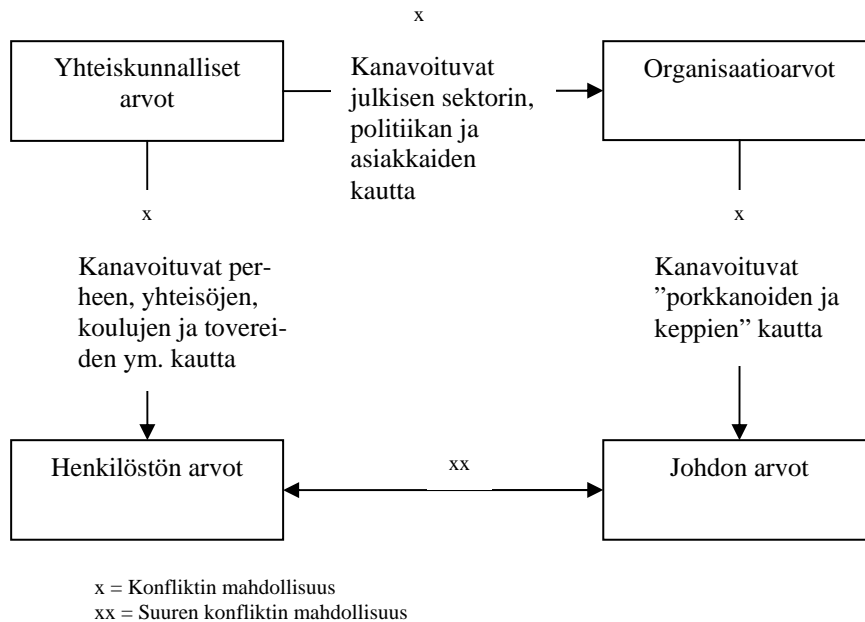 x
Yhteiskunnalliset
arvot
Kanavoituvat
julkisen sektorin,
politiikan ja
asiakkaiden
kautta
Organisaatioarvot
x
x
Kanavoituvat per-
heen, yhteisöjen,
koulujen ja toverei-
den ym. kautta
Kanavoituvat
”porkkanoiden ja
keppien” kautta
Henkilöstön arvot
xx
Johdon arvot
x = Konfliktin mahdollisuus
xx = Suuren konfliktin mahdollisuus